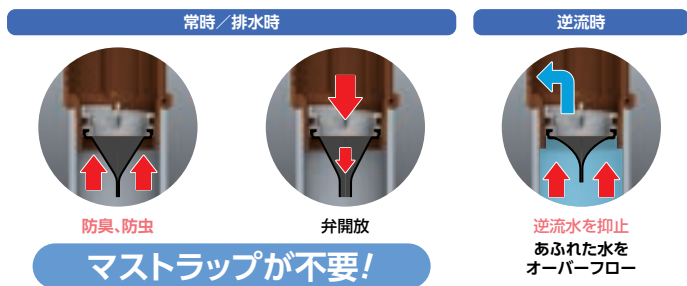 常時／排水時
逆流時
防臭、防虫
弁開放
逆流水を抑止
あふれた水を
オーバーフロー
マストラップが不要!